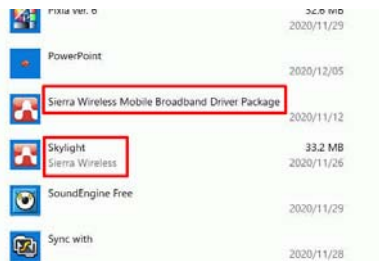 Pixia ver. 6
32.6 MB
2020/11/29
PowerPoint
2020/12/05
Sierra Wireless Mobile Broadband Driver Package
2020/11/12
Skylight
33.2 MB
Sierra Wireless
2020/11/26
SoundEngine Free
2020/11/29
Sync with
2020/11/28